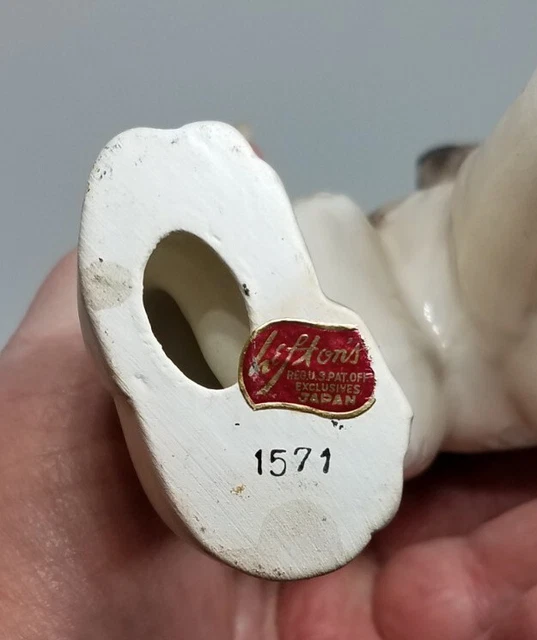 Lefton's
REG.U.S.PAT.OFF
EXCLUSIVES
JAPAN
1571